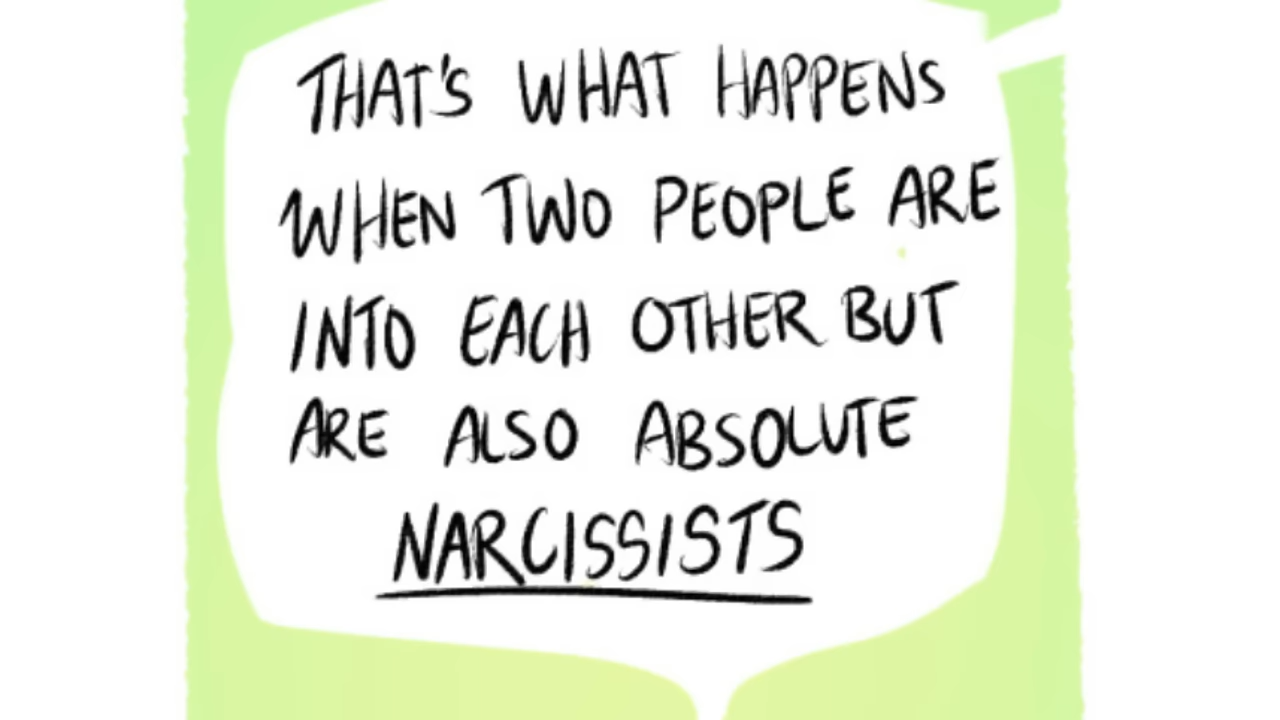 THAT'S WHAT HAPPENS
WHEN TWO PEOPLE ARE
INTO EACH OTHER BUT
ARE ALSO ABSOLUTE
NARCISSISTS